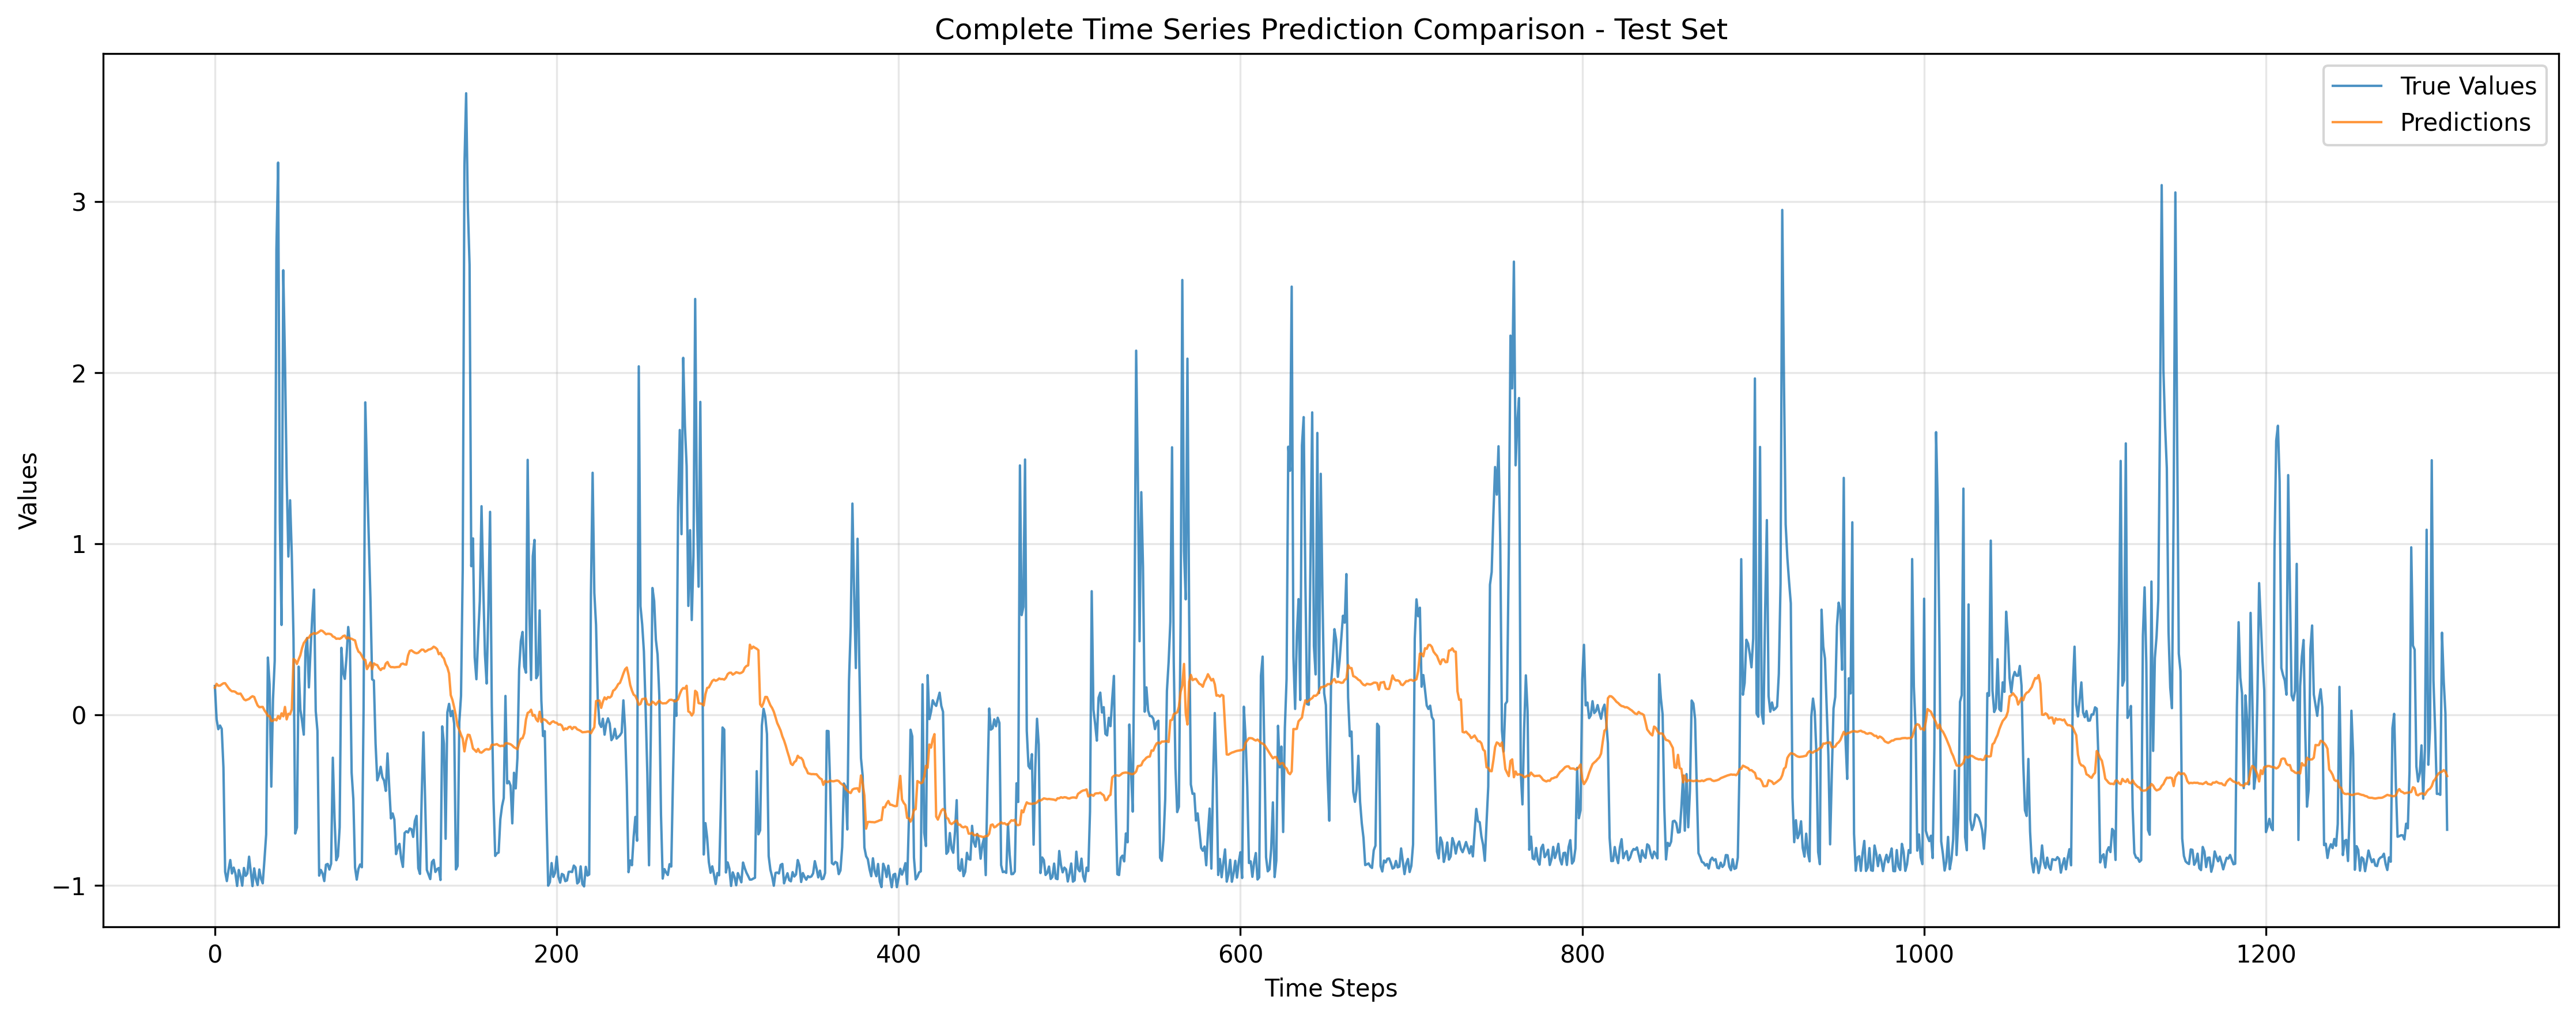 Complete Time Series Prediction Comparison - Test Set
True Values
Predictions
Values
3
2
1
0
−1
0 200 400 600 800 1000 1200
Time Steps